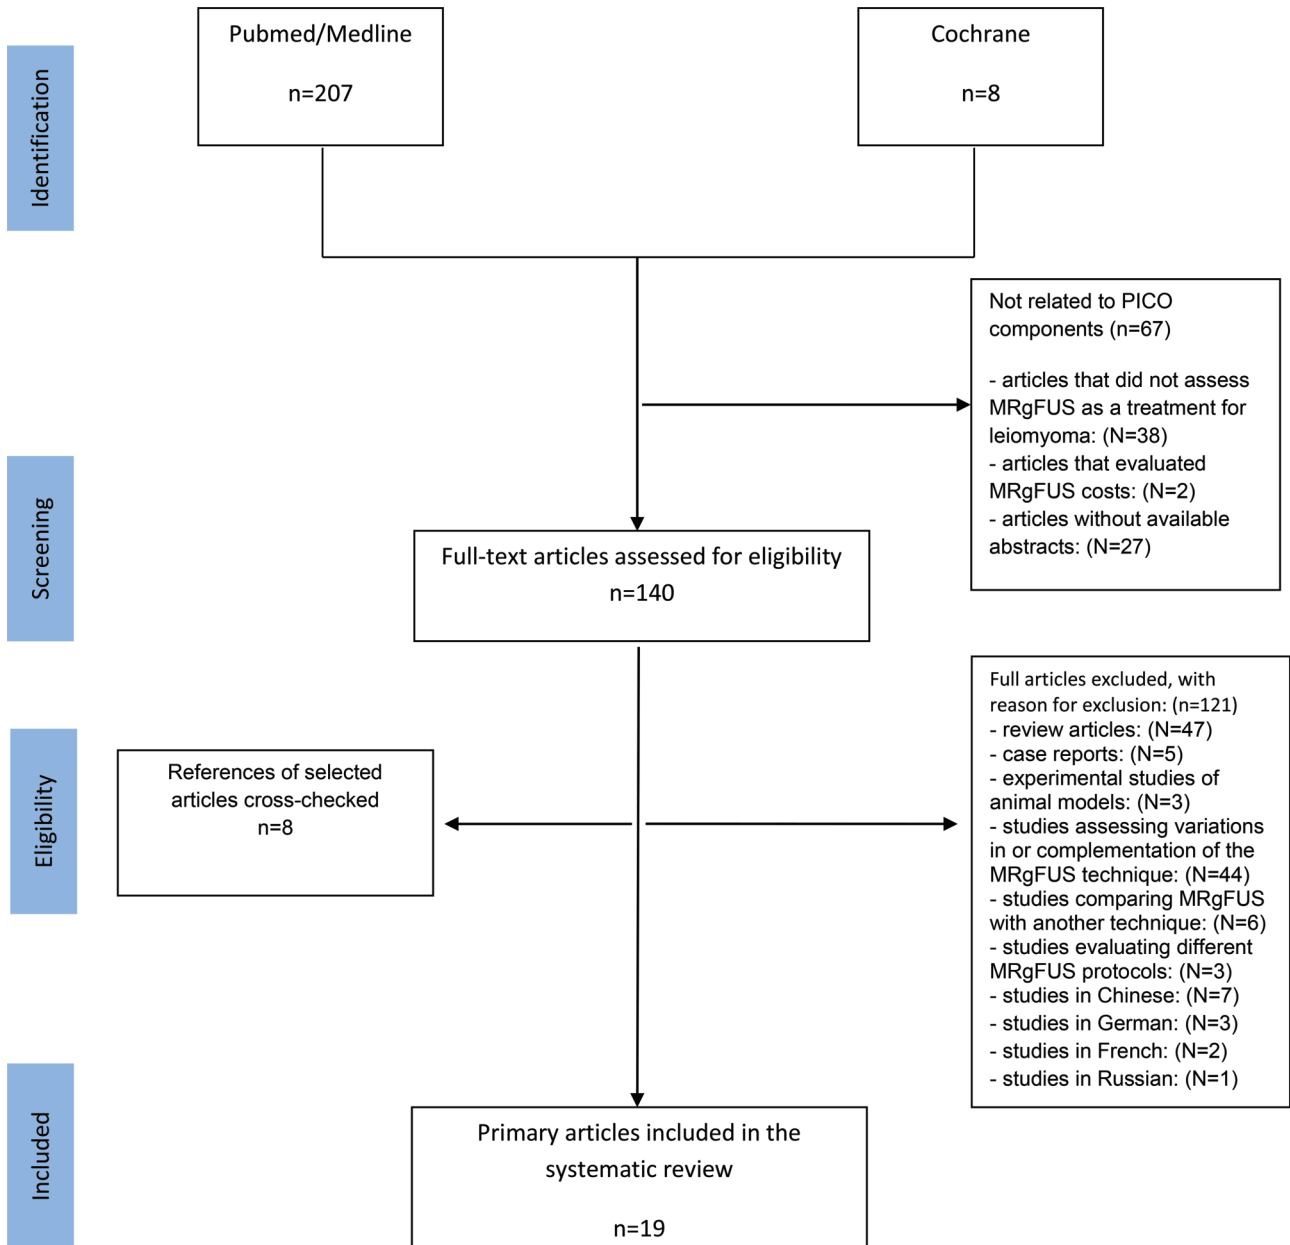 Identification
Pubmed/Medline
n=207
Cochrane
n=8
Not related to PICO
components (n=67)
- articles that did not assess
MRgFUS as a treatment for
leiomyoma: (N=38)
- articles that evaluated
MRgFUS costs: (N=2)
- articles without available
abstracts: (N=27)
Screening
Full-text articles assessed for eligibility
n=140
Eligibility
References of selected
articles cross-checked
n=8
Full articles excluded, with
reason for exclusion: (n=121)
- review articles: (N=47)
- case reports: (N=5)
- experimental studies of
animal models: (N=3)
- studies assessing variations
in or complementation of the
MRgFUS technique: (N=44)
- studies comparing MRgFUS
with another technique: (N=6)
- studies evaluating different
MRgFUS protocols: (N=3)
- studies in Chinese: (N=7)
- studies in German: (N=3)
- studies in French: (N=2)
- studies in Russian: (N=1)
Included
Primary articles included in the
systematic review
n=19